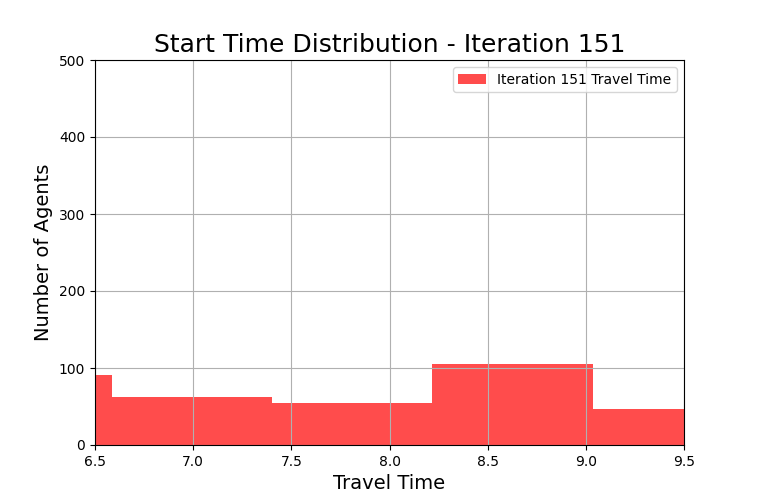 Start Time Distribution - Iteration 151
Iteration 151 Travel Time
Number of Agents
500
400
300
200
100
0
6.5 7.0 7.5 8.0 8.5 9.0 9.5
Travel Time